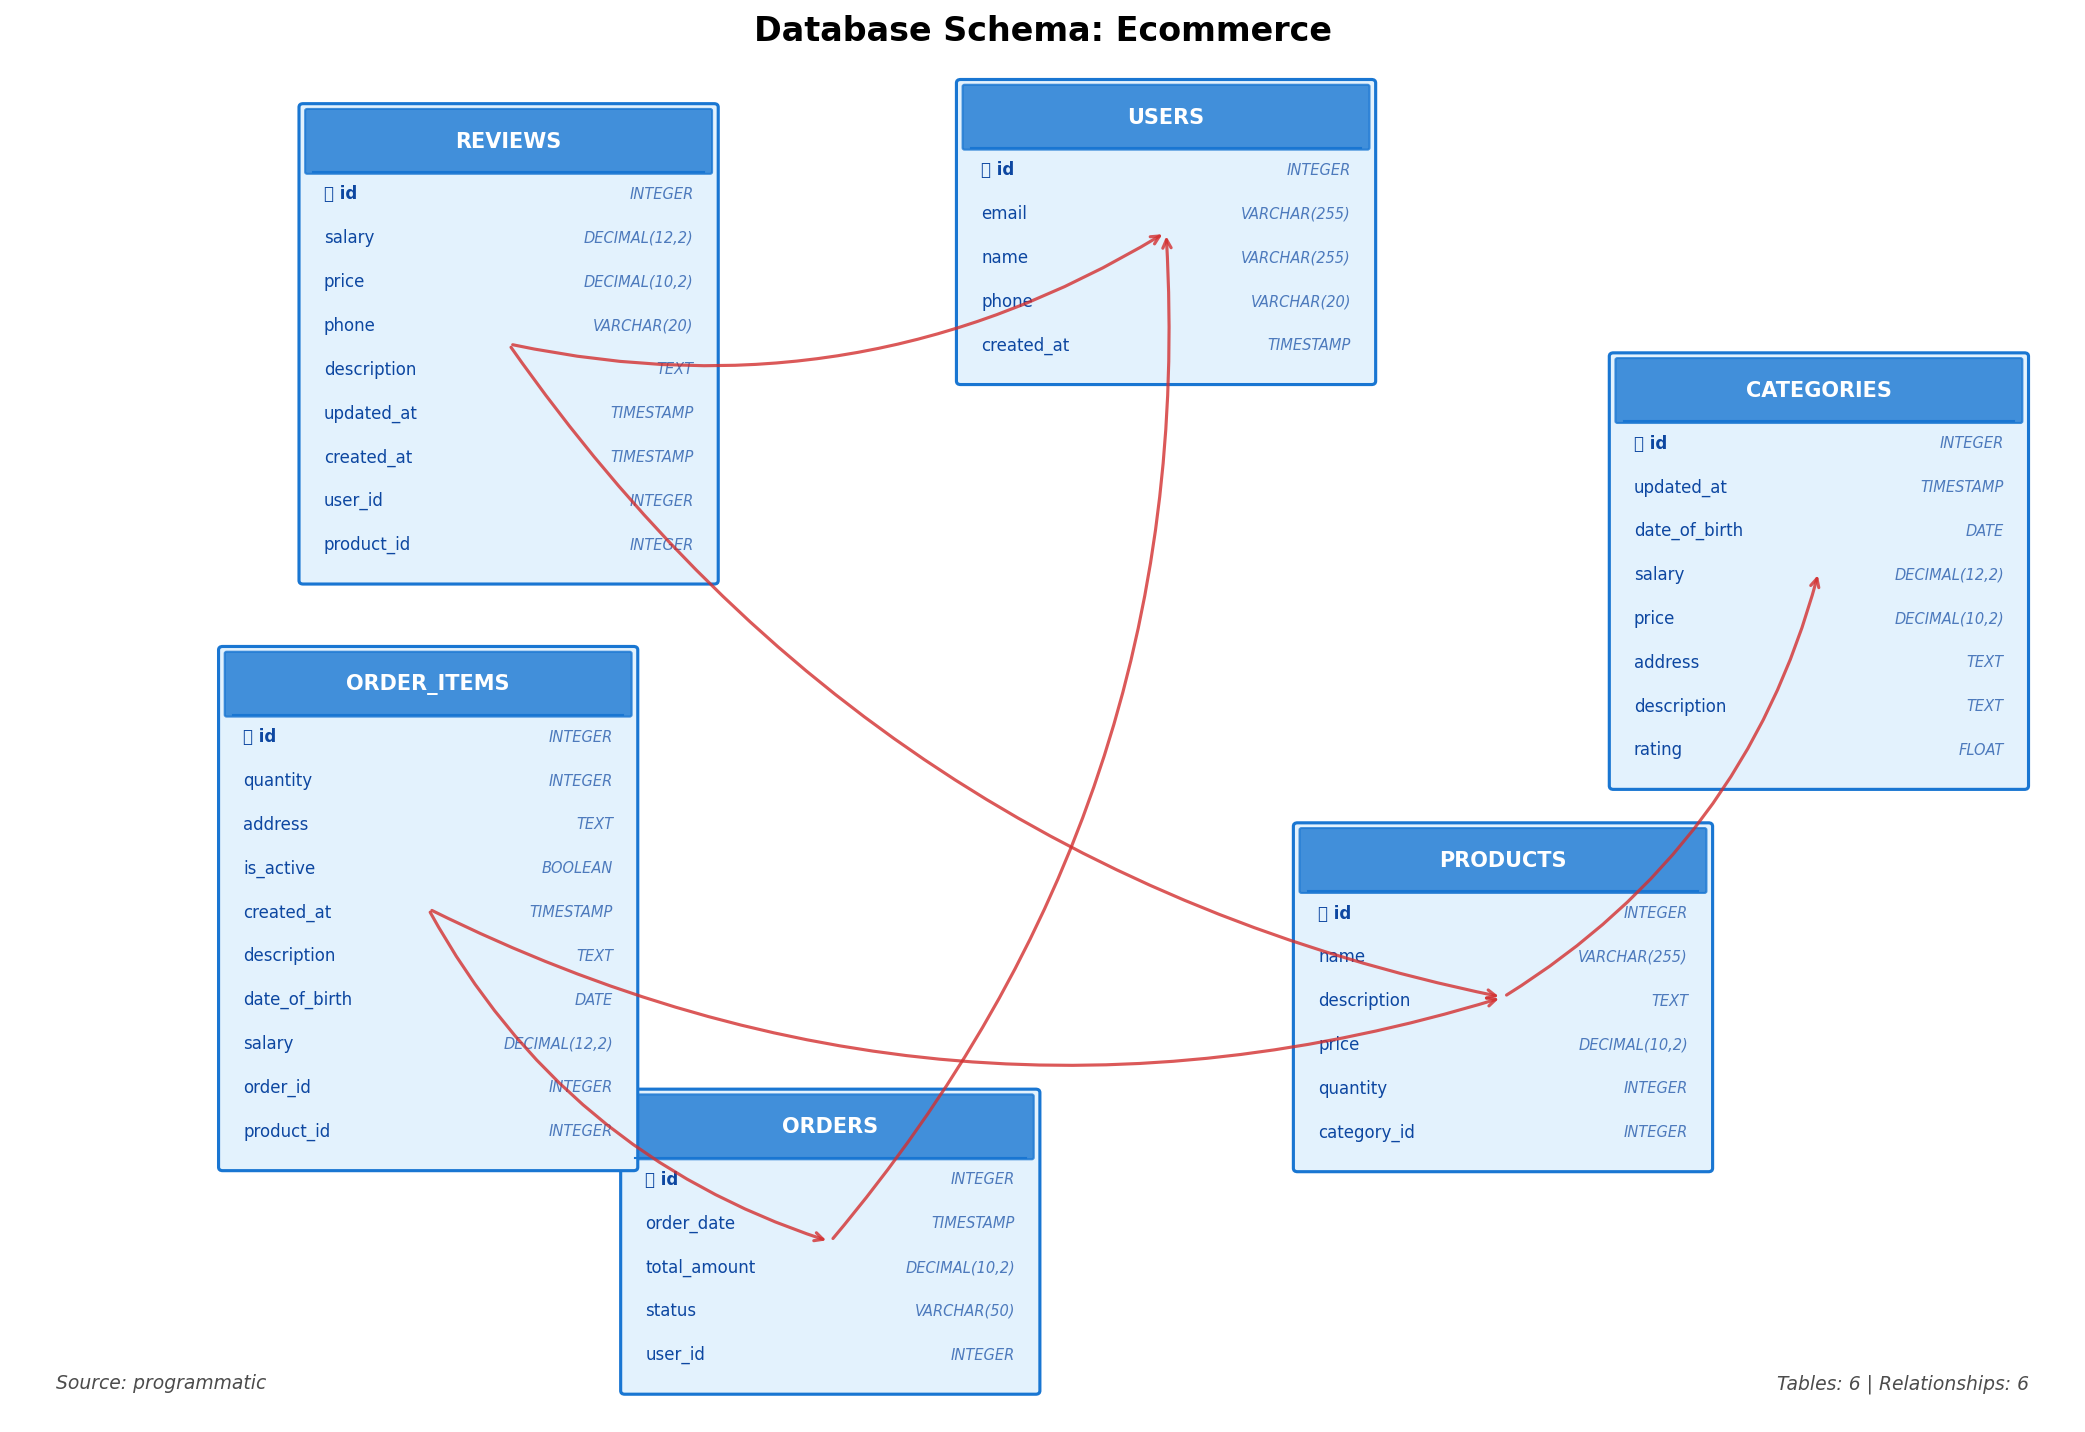 Database Schema: Ecommerce
REVIEWS
id INTEGER
salary DECIMAL(12,2)
price DECIMAL(10,2)
phone VARCHAR(20)
description TEXT
updated_at TIMESTAMP
created_at TIMESTAMP
user_id INTEGER
product_id INTEGER
USERS
id INTEGER
email VARCHAR(255)
name VARCHAR(255)
phone VARCHAR(20)
created_at TIMESTAMP
CATEGORIES
id INTEGER
updated_at TIMESTAMP
date_of_birth DATE
salary DECIMAL(12,2)
price DECIMAL(10,2)
address TEXT
description TEXT
rating FLOAT
ORDER_ITEMS
id INTEGER
quantity INTEGER
address TEXT
is_active BOOLEAN
created_at TIMESTAMP
description TEXT
date_of_birth DATE
salary DECIMAL(12,2)
order_id INTEGER
product_id INTEGER
PRODUCTS
id INTEGER
name VARCHAR(255)
description TEXT
price DECIMAL(10,2)
quantity INTEGER
category_id INTEGER
ORDERS
id INTEGER
order_date TIMESTAMP
total_amount DECIMAL(10,2)
status VARCHAR(50)
user_id INTEGER
Source: programmatic
Tables: 6 | Relationships: 6